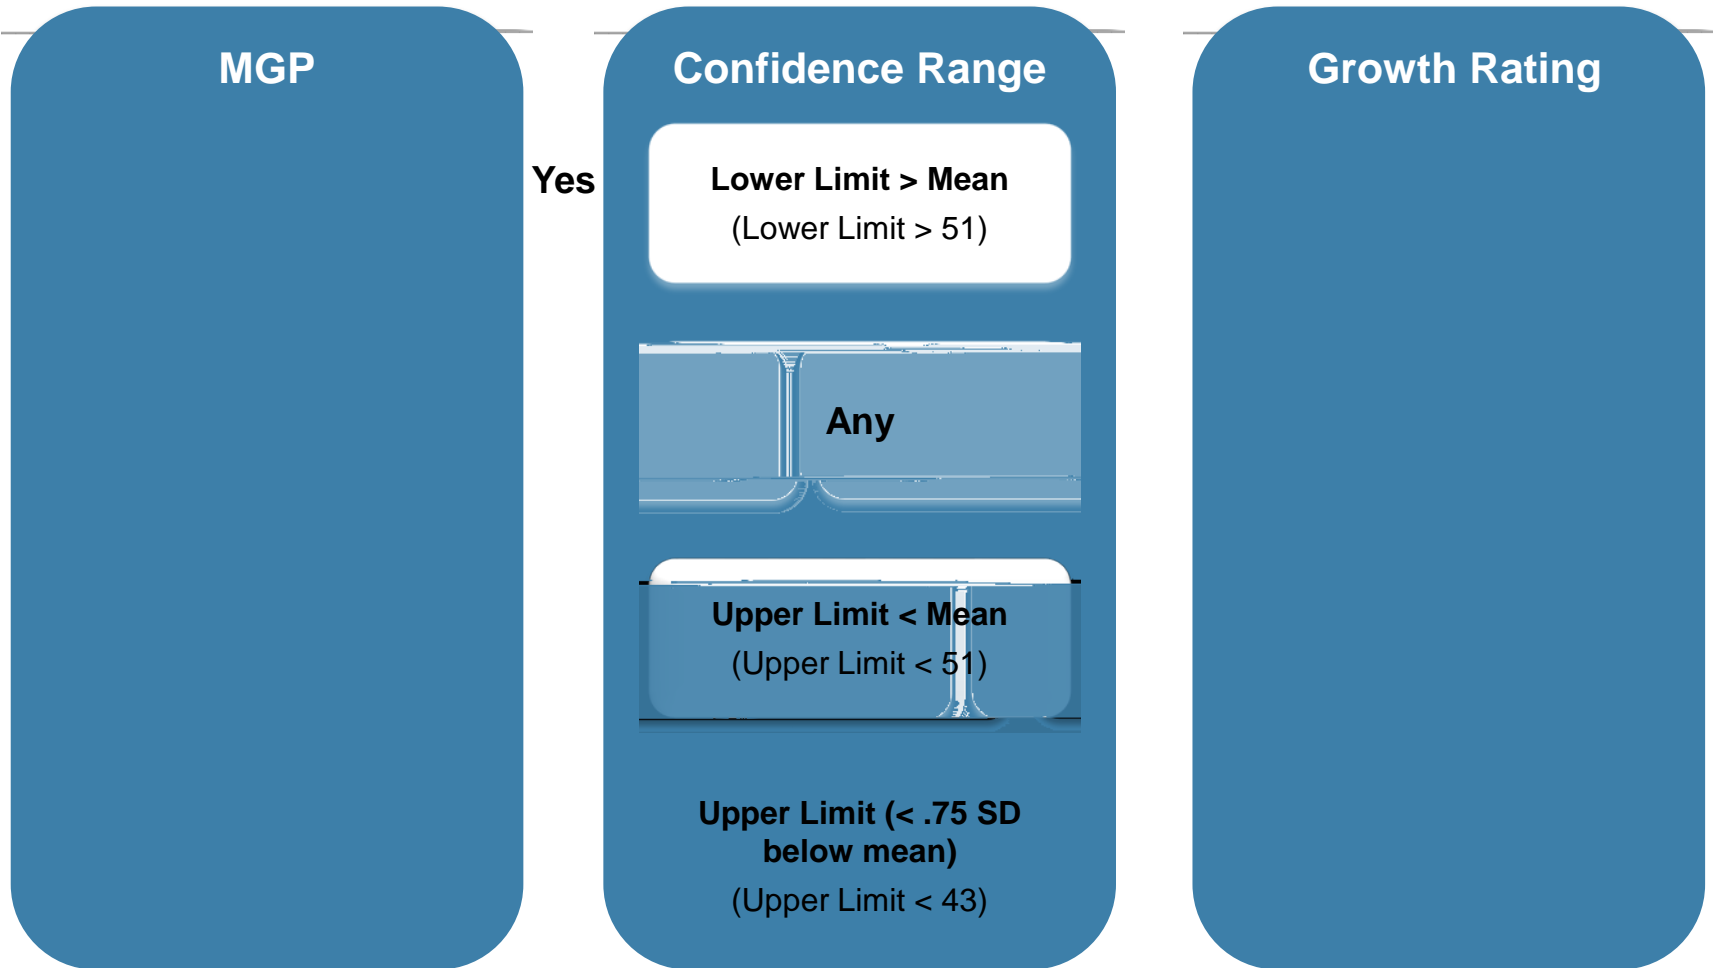 MGP
Confidence Range
Growth Rating
Yes
Lower Limit > Mean
(Lower Limit > 51)
Any
Upper Limit < Mean
(Upper Limit < 51)
Upper Limit (< .75 SD
below mean)
(Upper Limit < 43)